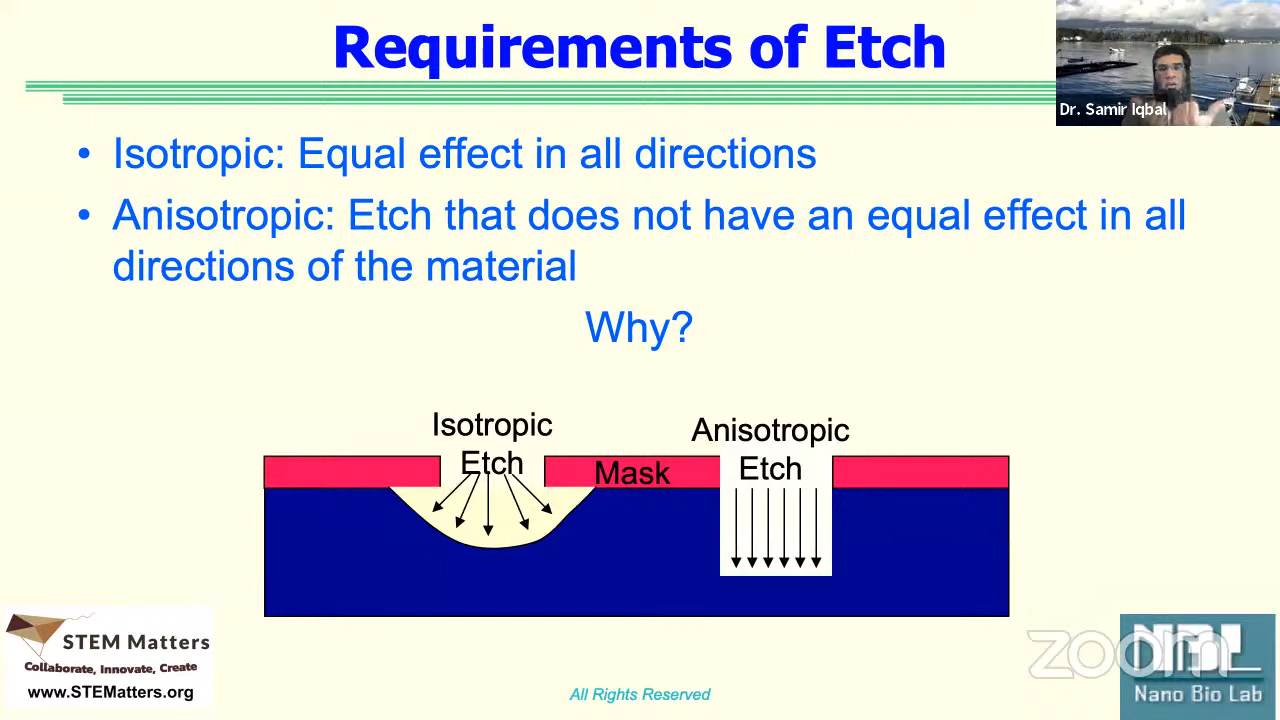 Requirements of Etch
Dr. Samir Iqbal
• Isotropic: Equal effect in all directions
• Anisotropic: Etch that does not have an equal effect in all
directions of the material
Why?
Isotropic
Etch
Mask
Anisotropic
Etch
STEM Matters
Collaborate, Innovate, Create
www.STEMatters.org
All Rights Reserved
zoom
NBL
Nano Bio Lab